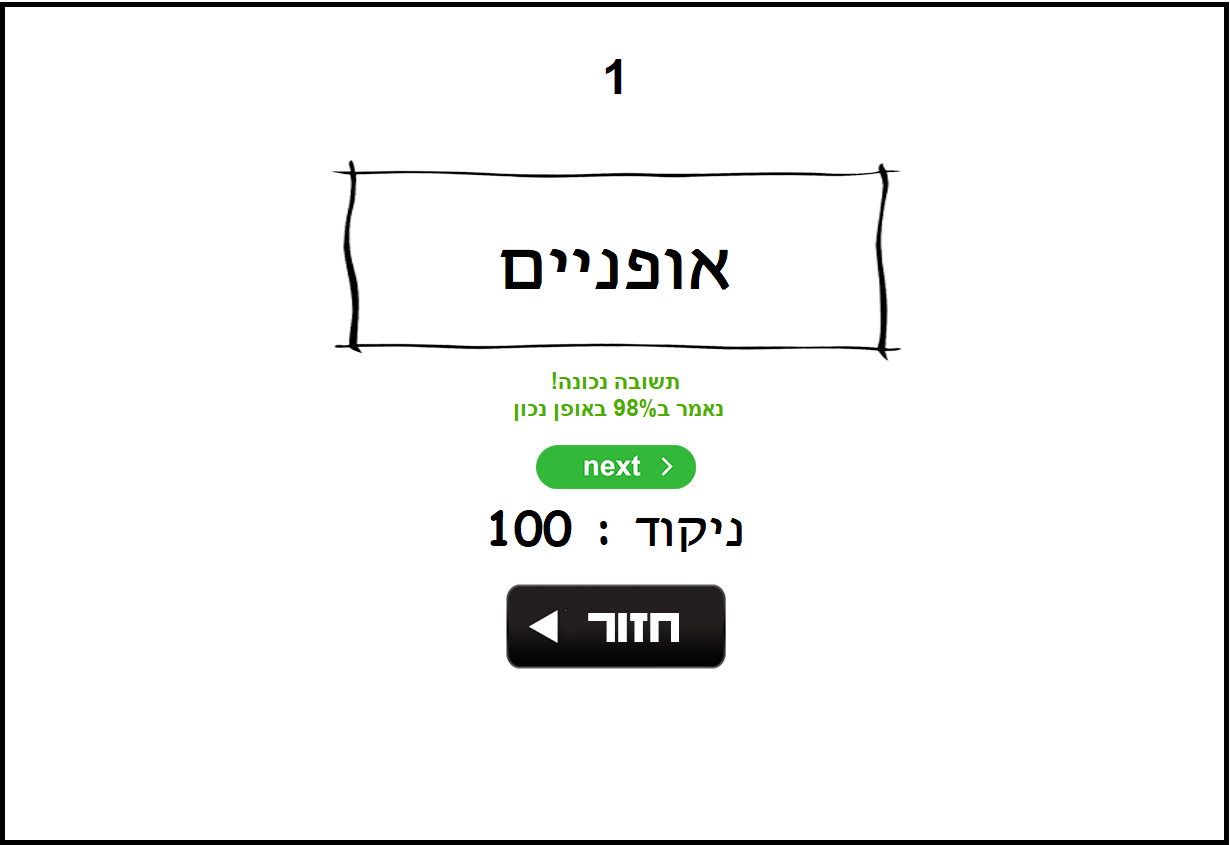 1
אופניים
תשובה נכונה!
נאמר ב98% באופן נכון
next
ניקוד : 100
חזור